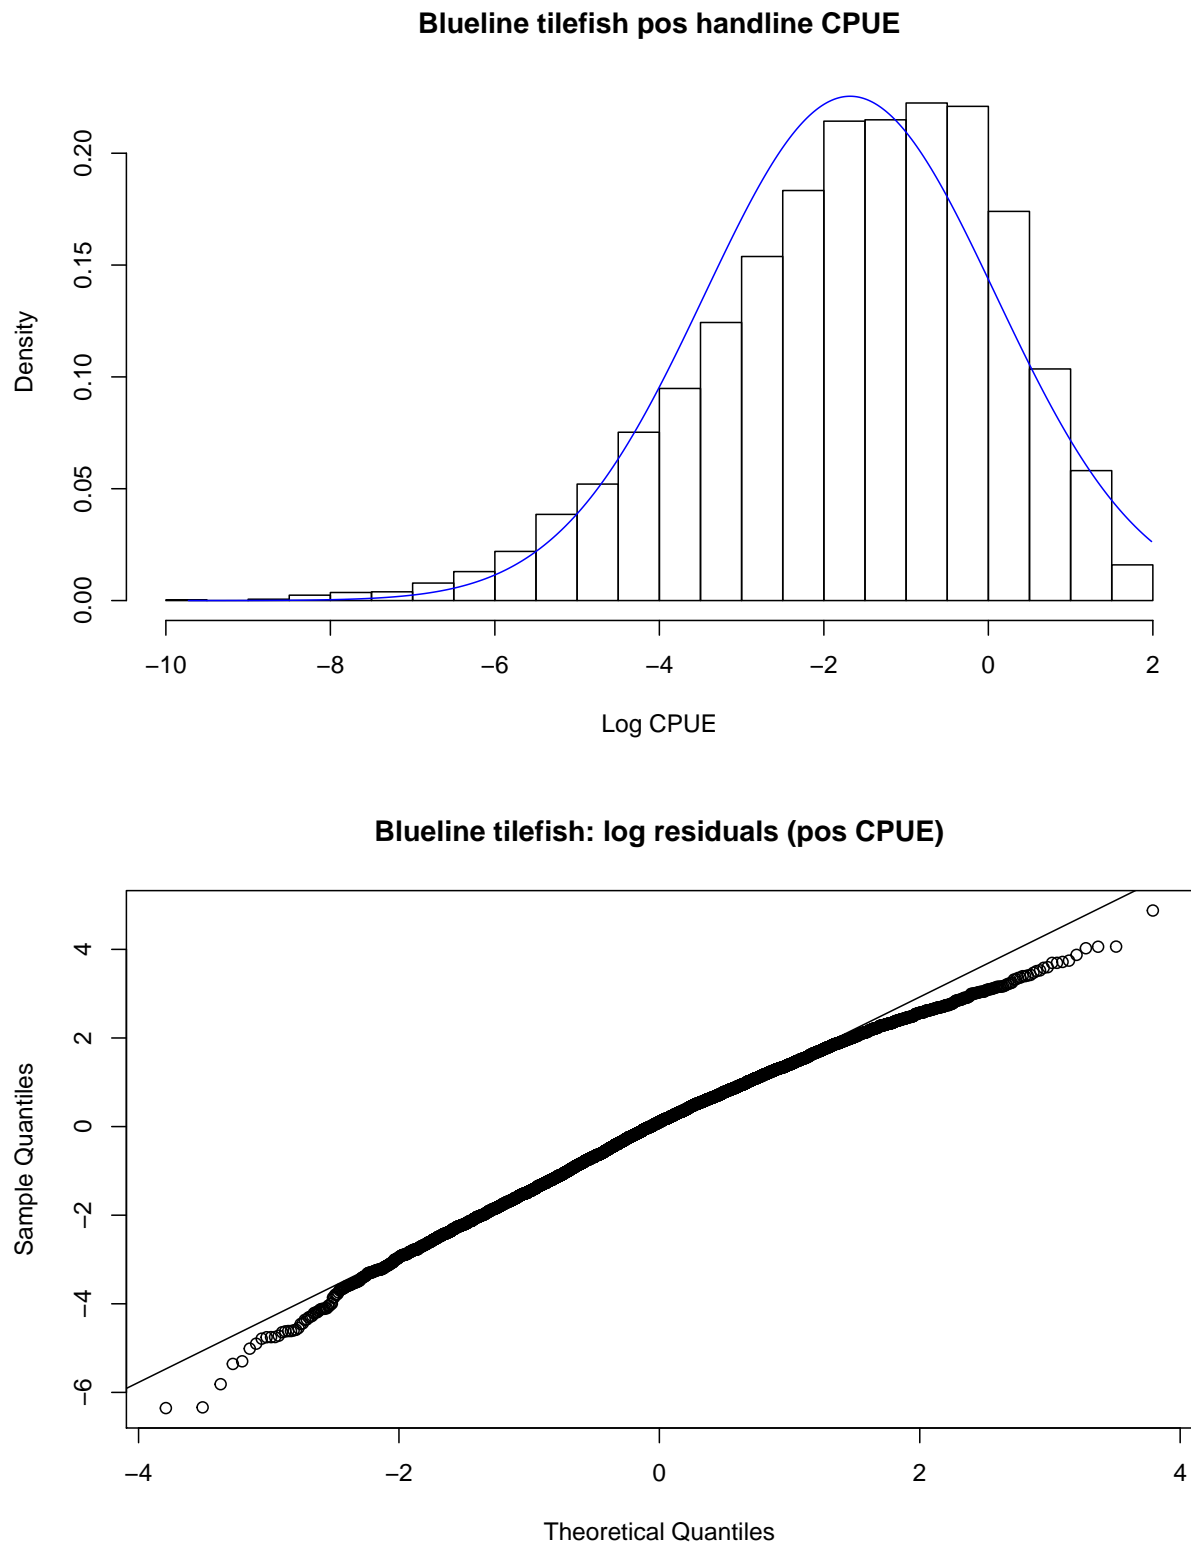 Blueline tilefish pos handline CPUE
Density
0.20
0.15
0.10
0.05
0.00
−10 −8 −6 −4 −2 0 2
Log CPUE
Blueline tilefish: log residuals (pos CPUE)
Sample Quantiles
4
2
0
−2
−4
−6
−4 −2 0 2 4
Theoretical Quantiles